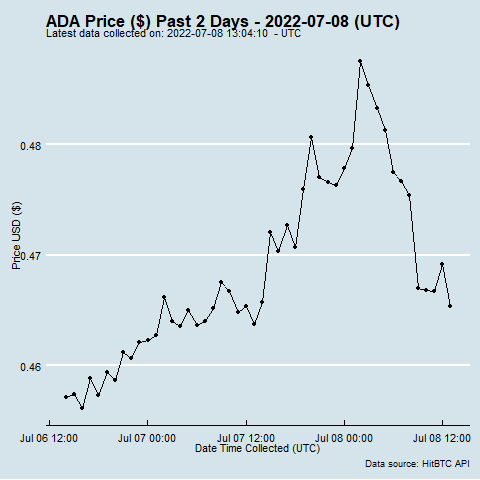 ADA Price ($) Past 2 Days - 2022-07-08 (UTC)
Latest data collected on: 2022-07-08 13:04:10 - UTC
Price USD ($)
0.48
0.47
0.46
Jul 06 12:00
Jul 07 00:00
Jul 07 12:00
Jul 08 00:00
Jul 08 12:00
Date Time Collected (UTC)
Data source: HitBTC API